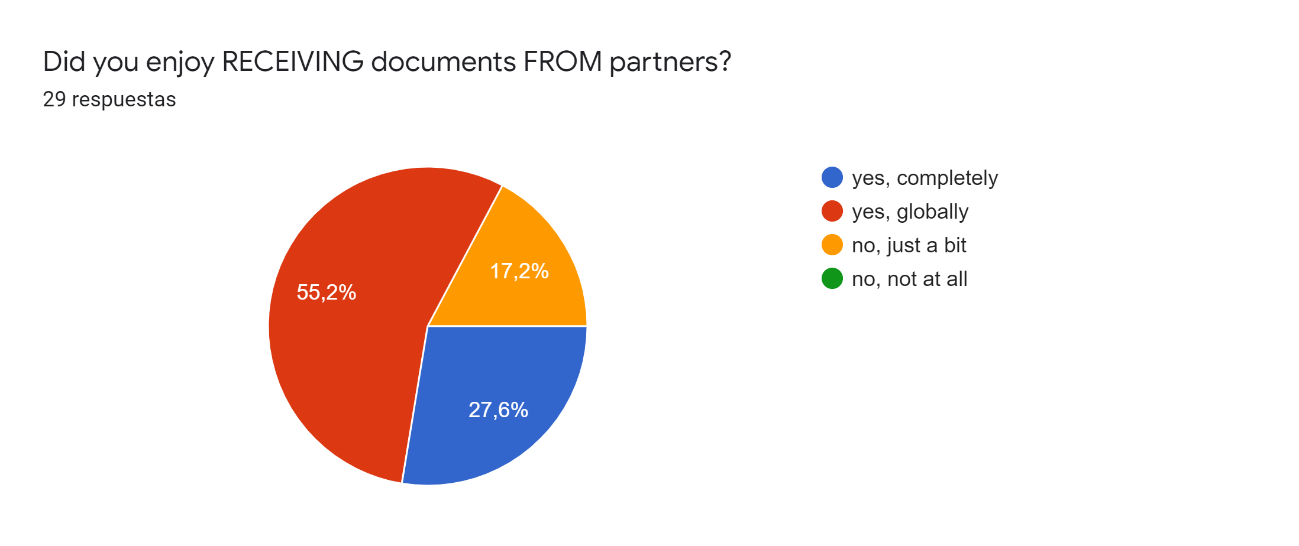 Did you enjoy RECEIVING documents FROM partners?
29 respuestas
yes, completely
yes, globally
no, just a bit
no, not at all
17,2%
55,2%
27,6%